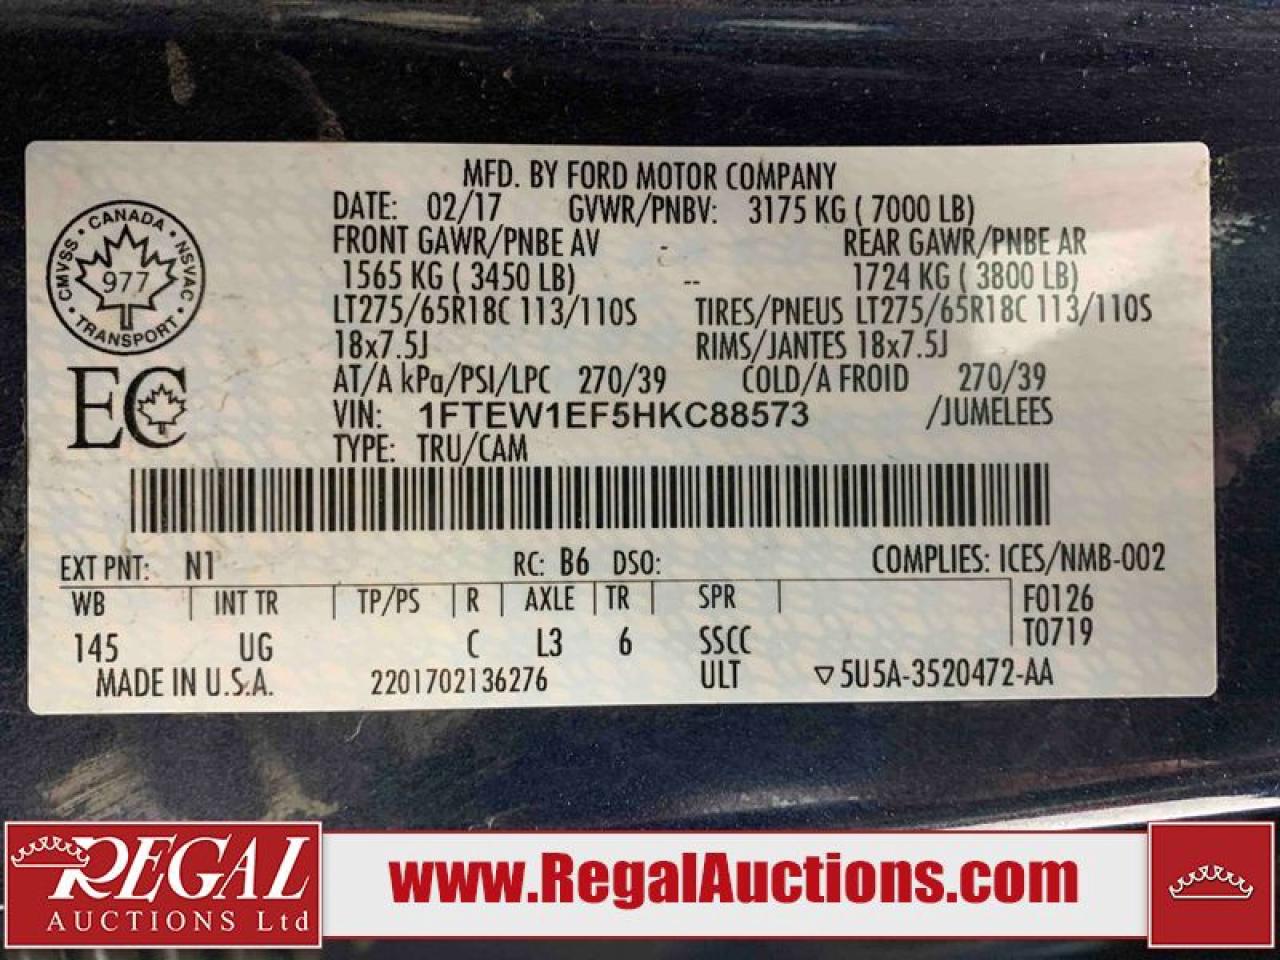 MFD. BY FORD MOTOR COMPANY
DATE: 02/17 GVWR/PNBV: 3175 KG ( 7000 LB)
FRONT GAWR/PNBE AV - REAR GAWR/PNBE AR
1565 KG ( 3450 LB) -- 1724 KG ( 3800 LB)
LT275/65R18C 113/110S TIRES/PNEUS LT275/65R18C 113/110S
18x7.5J RIMS/JANTES 18x7.5J
AT/A kPa/PSI/LPC 270/39 COLD/A FROID 270/39
VIN: 1FTEW1EF5HKC88573 /JUMELEES
TYPE: TRU/CAM
CANADA • NSVAC • TRANSPORT • CMVSS •
977
EC
EXT PNT: N1 RC: B6 DSO: COMPLIES: ICES/NMB-002
WB INT TR TP/PS R AXLE TR SPR F0126
T0719
145 UG C L3 6 SSCC
MADE IN U.S.A. 2201702136276 ULT ▽5U5A-3520472-AA
REGAL
AUCTIONS Ltd
www.RegalAuctions.com